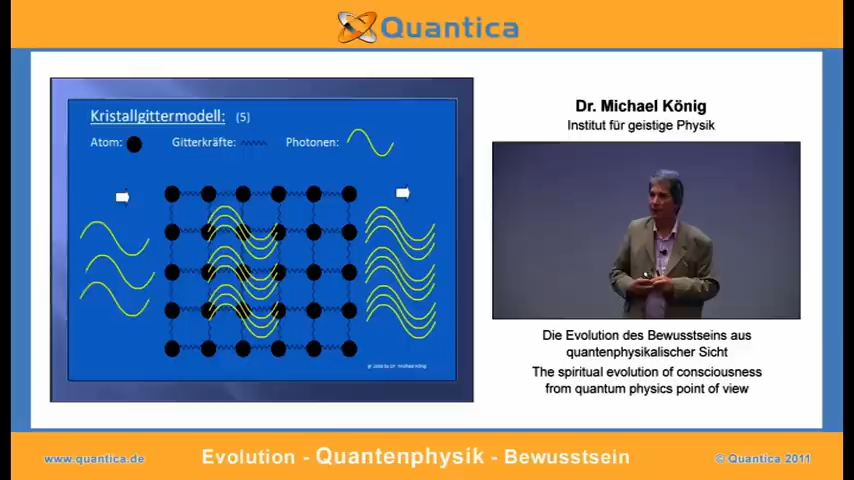 Quantica
Kristallgittermodell: (5)
Atom: Gitterkräfte: Photonen:
Dr. Michael König
Institut für geistige Physik
Die Evolution des Bewusstseins aus
quantenphysikalischer Sicht
The spiritual evolution of consciousness
from quantum physics point of view
www.quantica.de
Evolution - Quantenphysik - Bewusstsein
© Quantica 2011